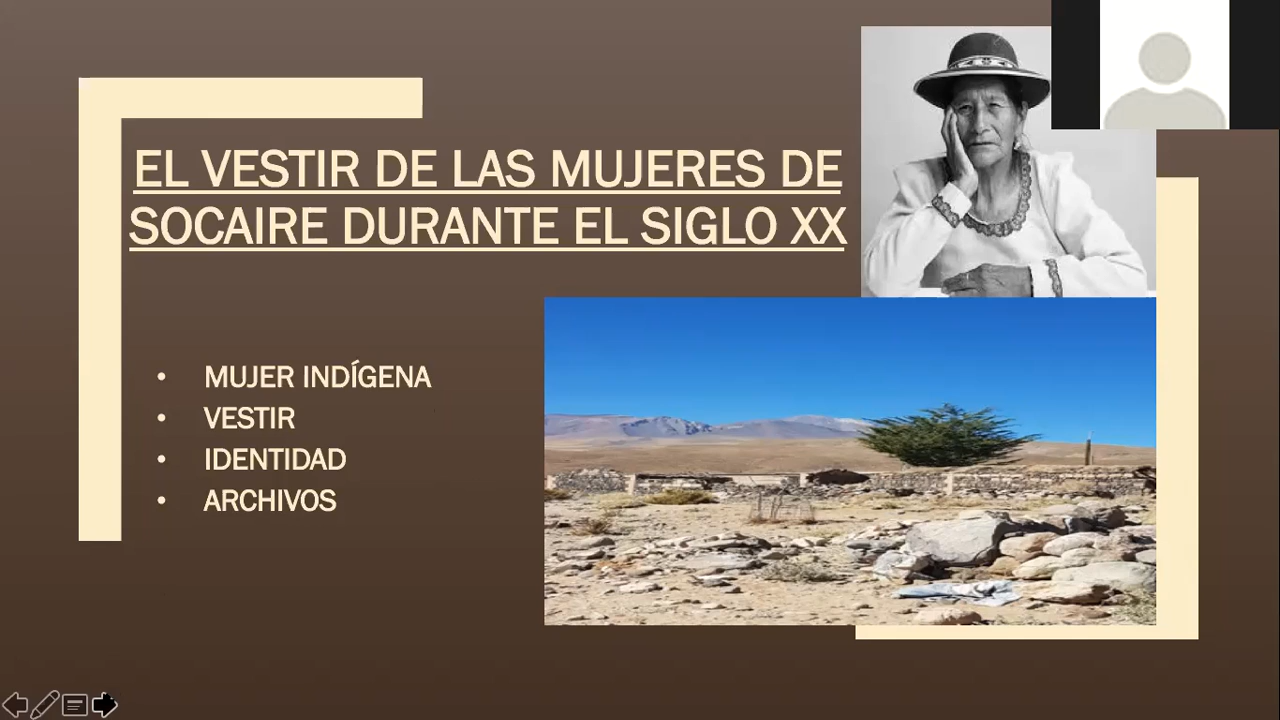 EL VESTIR DE LAS MUJERES DE
SOCAIRE DURANTE EL SIGLO XX
• MUJER INDÍGENA
• VESTIR
• IDENTIDAD
• ARCHIVOS